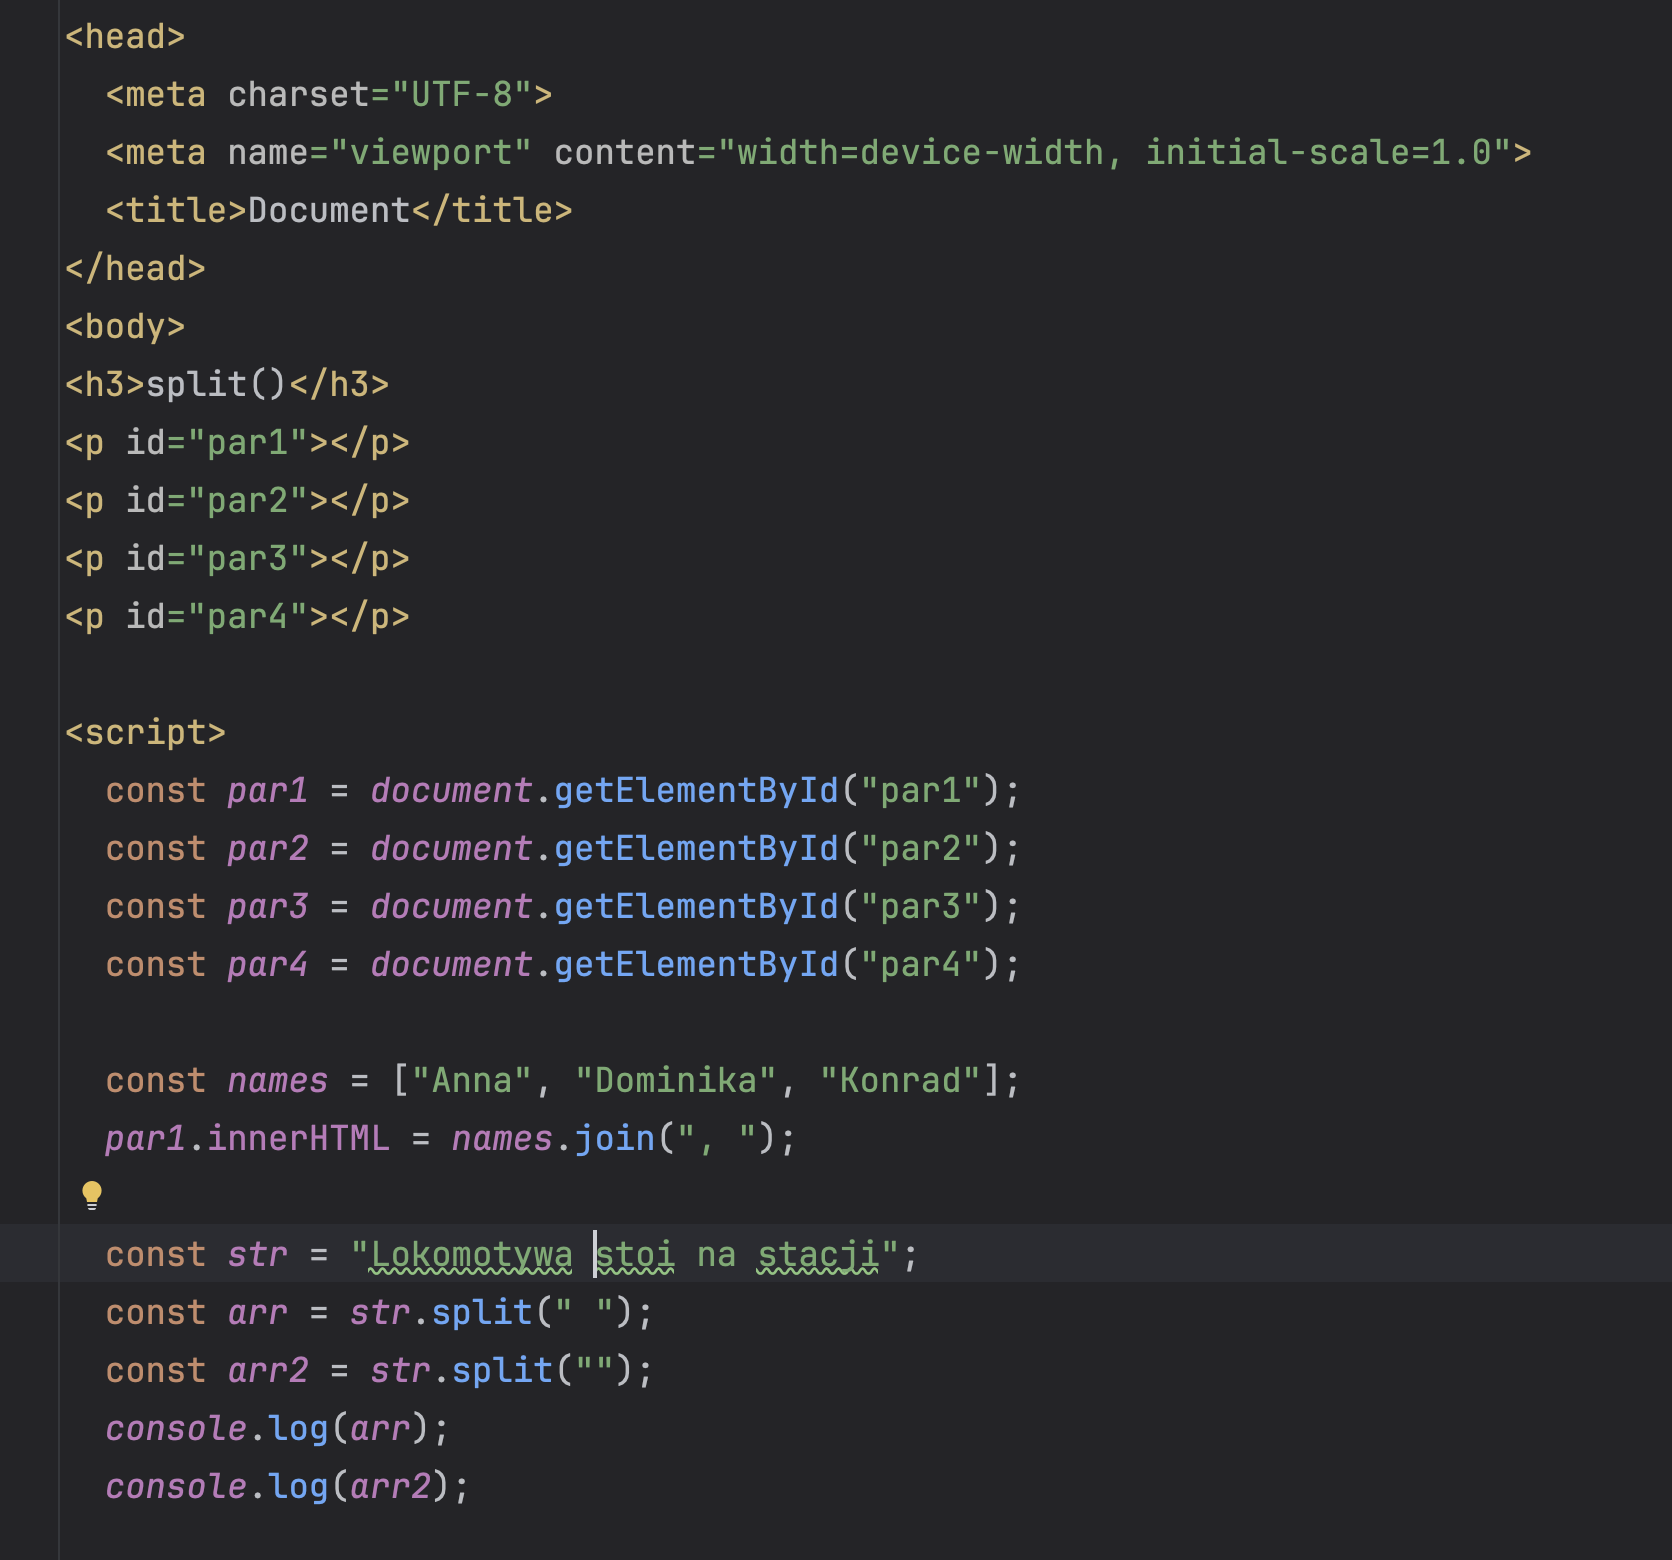 <head>
  <meta charset="UTF-8">
  <meta name="viewport" content="width=device-width, initial-scale=1.0">
  <title>Document</title>
</head>
<body>
<h3>split()</h3>
<p id="par1"></p>
<p id="par2"></p>
<p id="par3"></p>
<p id="par4"></p>

<script>
  const par1 = document.getElementById("par1");
  const par2 = document.getElementById("par2");
  const par3 = document.getElementById("par3");
  const par4 = document.getElementById("par4");

  const names = ["Anna", "Dominika", "Konrad"];
  par1.innerHTML = names.join(", ");

  const str = "Lokomotywa stoi na stacji";
  const arr = str.split(" ");
  const arr2 = str.split("");
  console.log(arr);
  console.log(arr2);